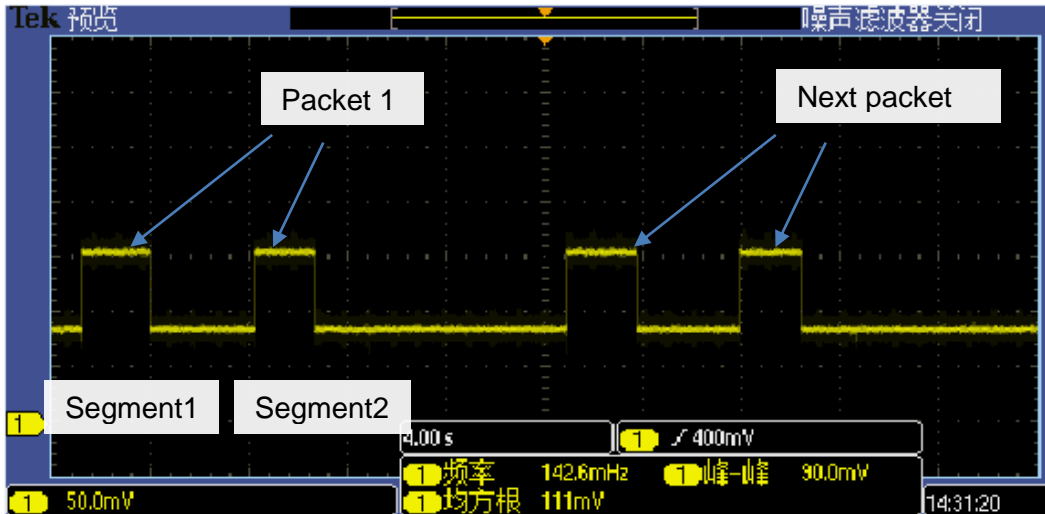 Tek 预览 噪声滤波器关闭
Packet 1
Next packet
Segment1
Segment2
1
4.00 s
1 400mV
1 频率 142.6mHz
1 峰-峰 90.0mV
1 均方根 111mV
1 50.0mV
14:31:20